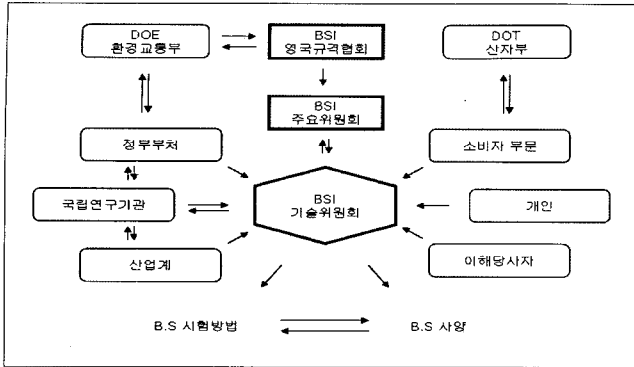 DOE
환경교통부
BSI
영국규격협회
DOT
산자부
BSI
주요위원회
정부부처
소비자 부문
국립연구기관
BSI
기술위원회
개인
산업계
이해당사자
B.S 시험방법
B.S 사양